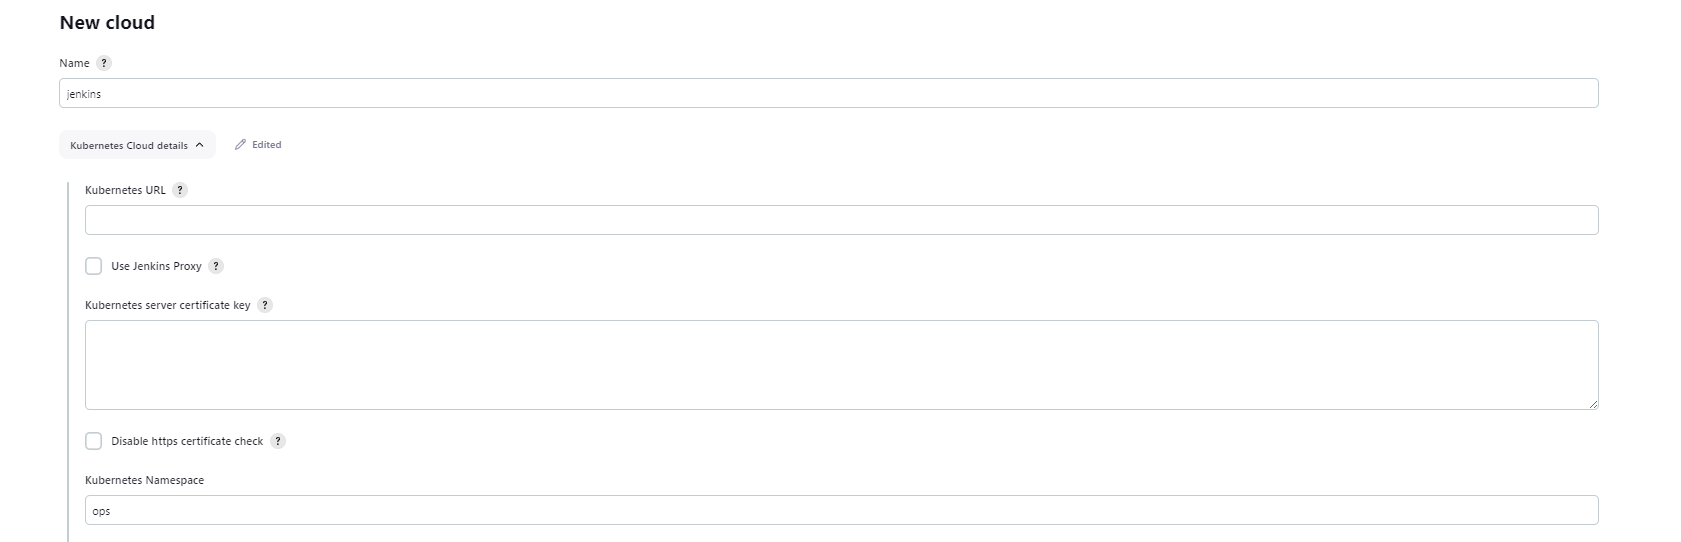 New cloud
Name ?
jenkins
Kubernetes Cloud details Edited
Kubernetes URL ?
Use Jenkins Proxy ?
Kubernetes server certificate key ?
Disable https certificate check ?
Kubernetes Namespace
ops